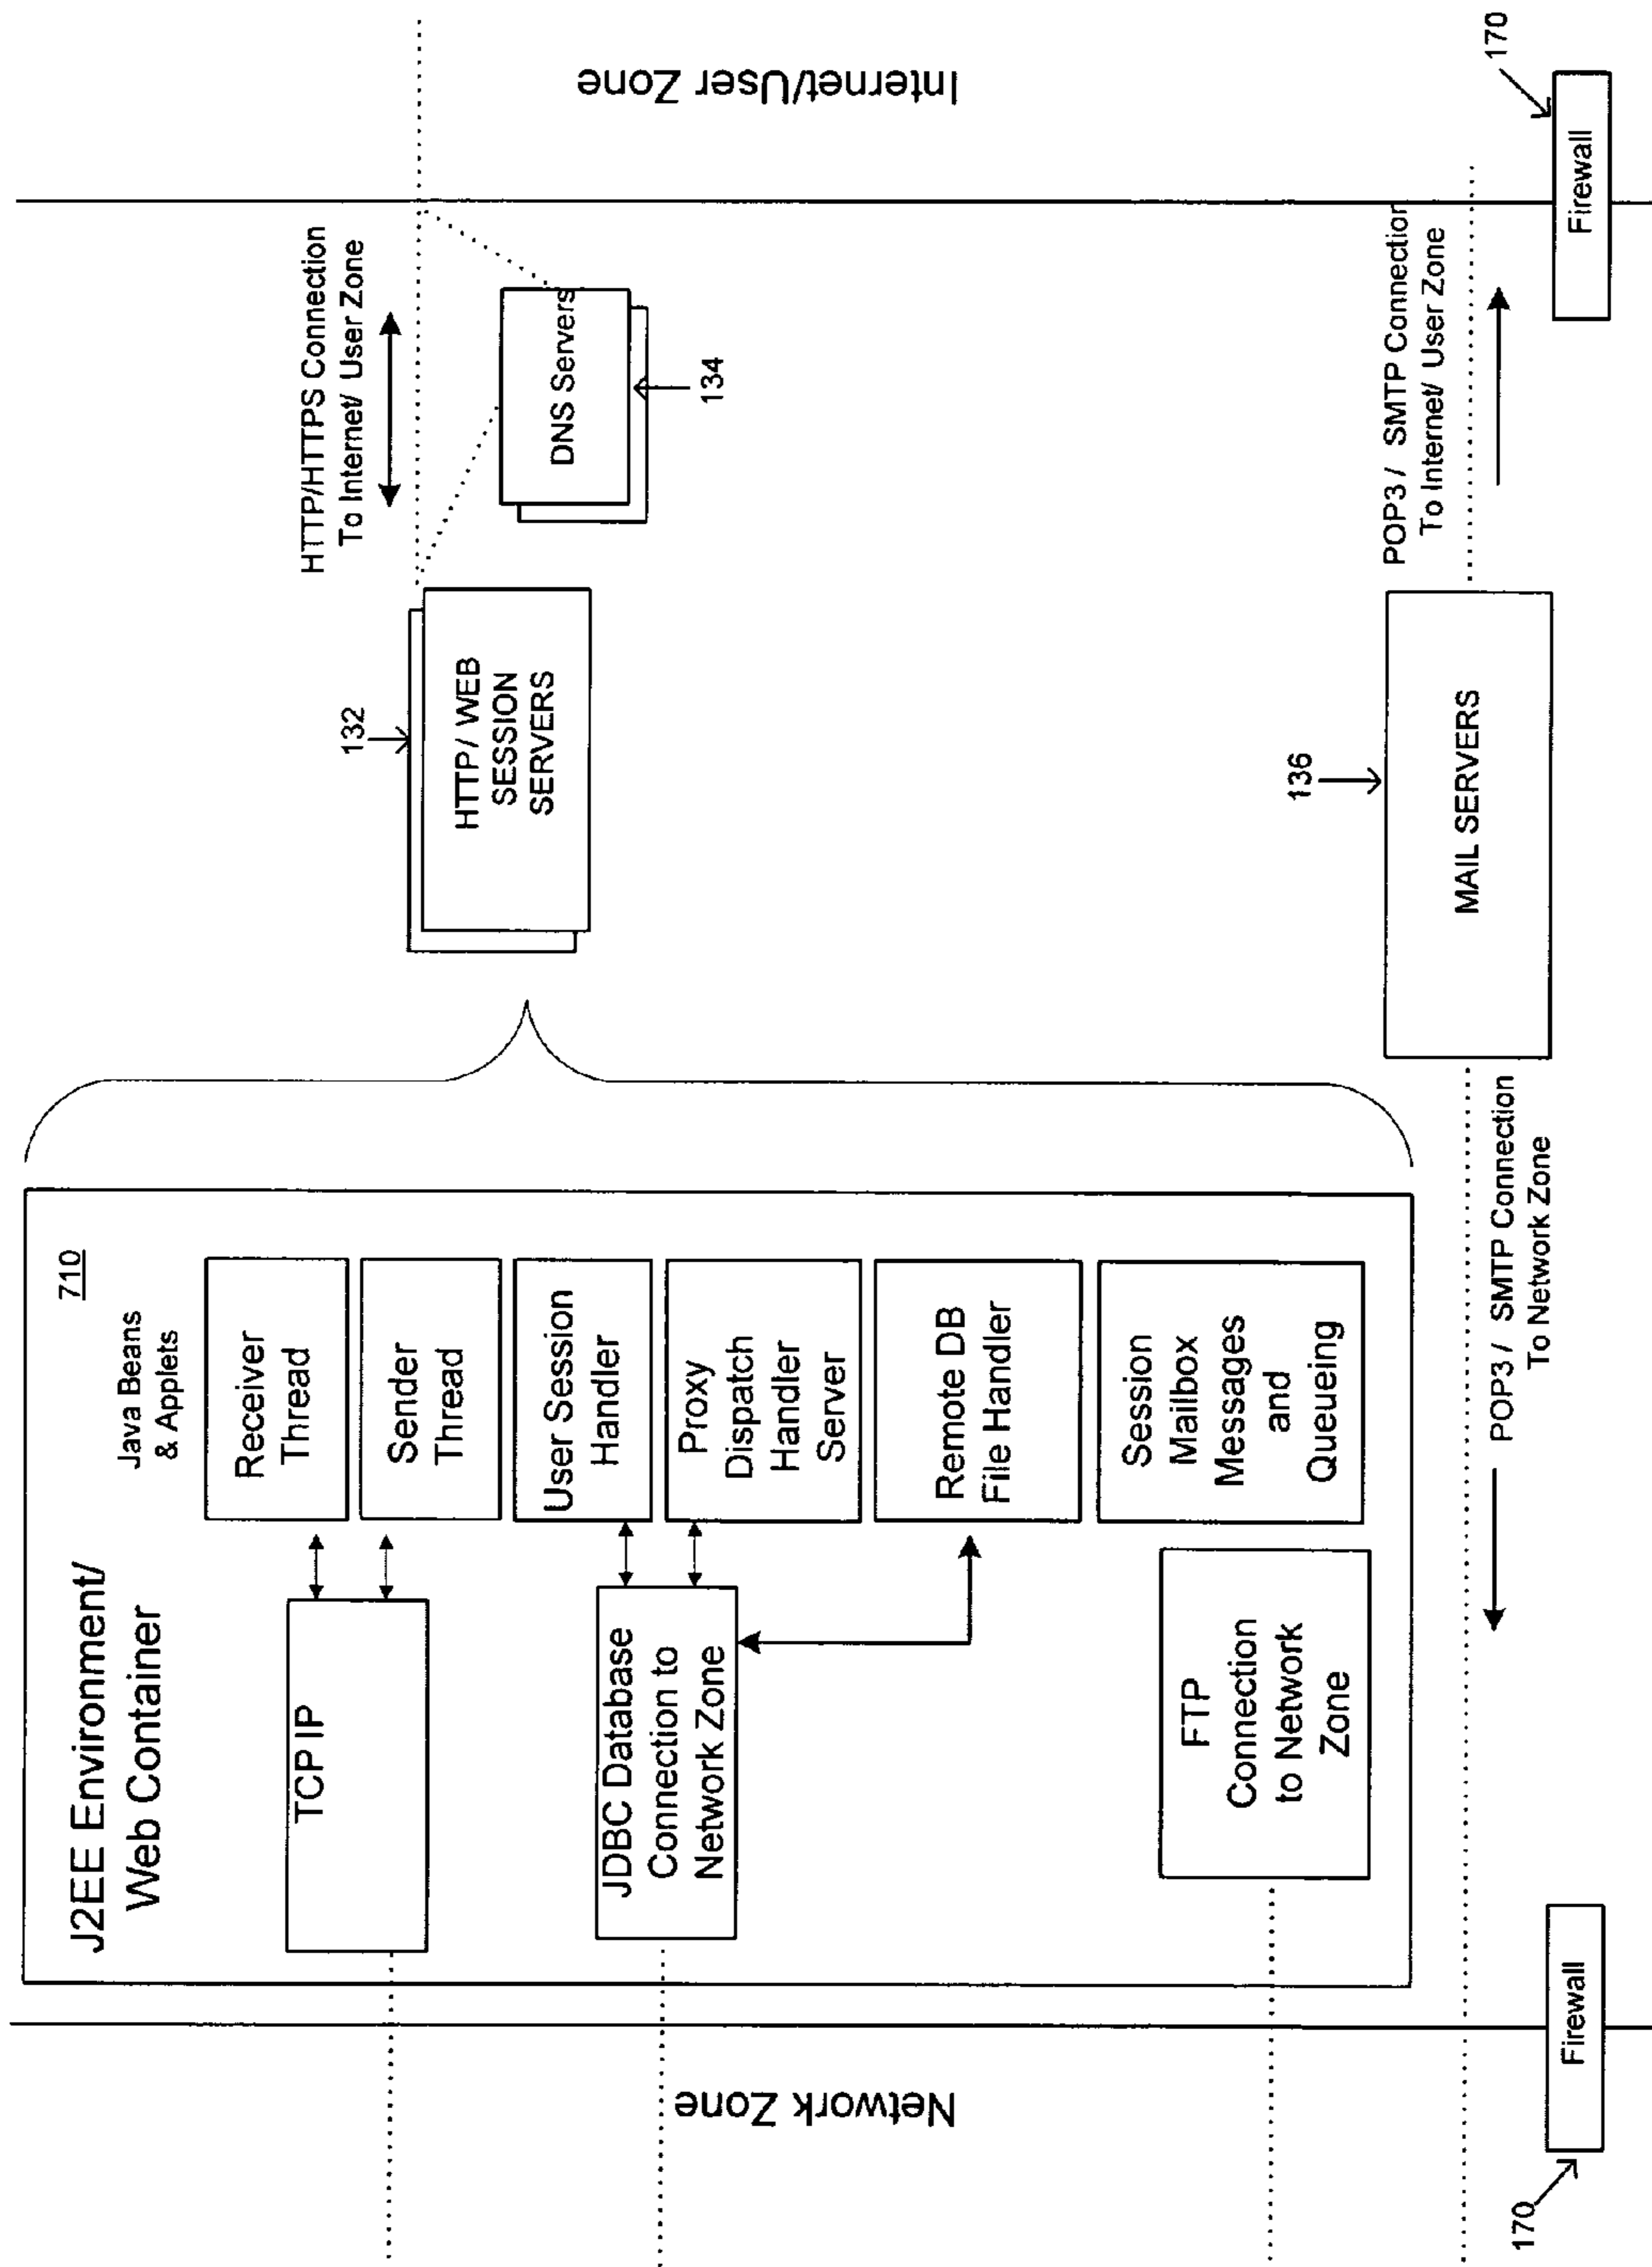 J2EE Environment/
Web Container
Java Beans
& Applets
710
TCP IP
Receiver
Thread
Sender
Thread
JDBC Database
Connection to
Network Zone
User Session
Handler
Proxy
Dispatch
Handler
Server
Remote DB
File Handler
FTP
Connection
to Network
Zone
Session
Mailbox
Messages
and
Queueing
132
HTTP/ WEB
SESSION
SERVERS
HTTP/HTTPS Connection
To Internet/ User Zone
DNS Servers
134
Network Zone
Internet/User Zone
136
MAIL SERVERS
POP3 / SMTP Connection
To Network Zone
POP3 / SMTP Connection
To Internet/ User Zone
Firewall
170
Firewall
170